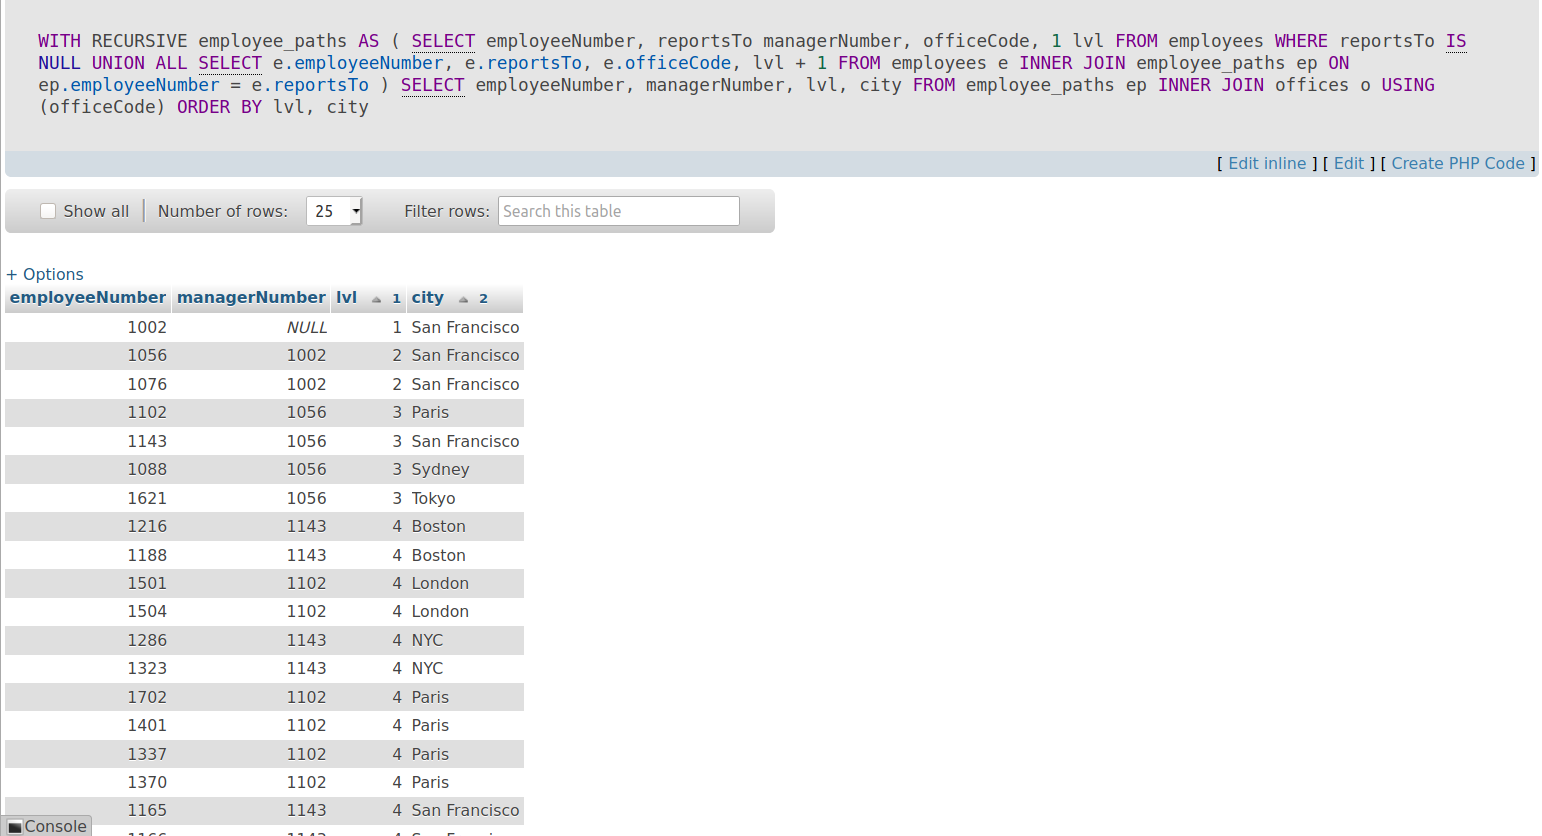 WITH RECURSIVE employee_paths AS ( SELECT employeeNumber, reportsTo managerNumber, officeCode, 1 lvl FROM employees WHERE reportsTo IS
NULL UNION ALL SELECT e.employeeNumber, e.reportsTo, e.officeCode, lvl + 1 FROM employees e INNER JOIN employee_paths ep ON
ep.employeeNumber = e.reportsTo ) SELECT employeeNumber, managerNumber, lvl, city FROM employee_paths ep INNER JOIN offices o USING
(officeCode) ORDER BY lvl, city
[ Edit inline ] [ Edit ] [ Create PHP Code ]
Show all Number of rows: 25 Filter rows: Search this table
+ Options
employeeNumber managerNumber lvl 1 city 2
1002 NULL 1 San Francisco
1056 1002 2 San Francisco
1076 1002 2 San Francisco
1102 1056 3 Paris
1143 1056 3 San Francisco
1088 1056 3 Sydney
1621 1056 3 Tokyo
1216 1143 4 Boston
1188 1143 4 Boston
1501 1102 4 London
1504 1102 4 London
1286 1143 4 NYC
1323 1143 4 NYC
1702 1102 4 Paris
1401 1102 4 Paris
1337 1102 4 Paris
1370 1102 4 Paris
1165 1143 4 San Francisco
Console